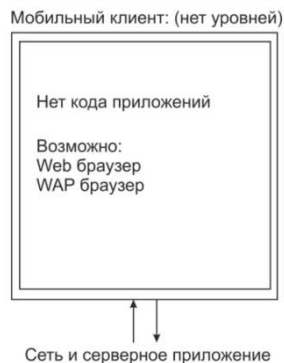 Мобильный клиент: (нет уровней)
Нет кода приложений
Возможно:
Web браузер
WAP браузер
Сеть и серверное приложение